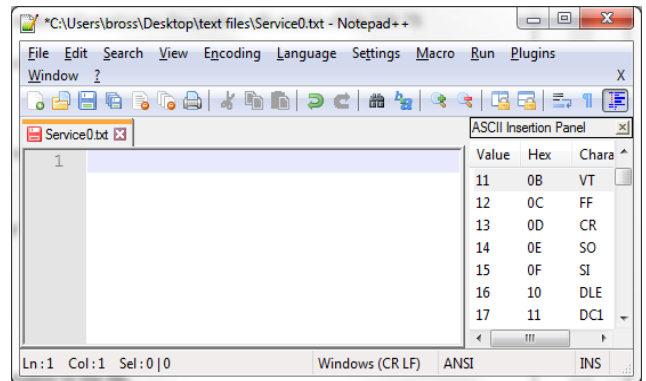 *C:\Users\bross\Desktop\text files\Service0.txt - Notepad++
File Edit Search View Encoding Language Settings Macro Run Plugins
Window ? X
Service0.txt
ASCII Insertion Panel
1
Value Hex Chara
11 0B VT
12 0C FF
13 0D CR
14 0E SO
15 0F SI
16 10 DLE
17 11 DC1
Ln:1 Col:1 Sel:0|0 Windows (CR LF) ANSI INS